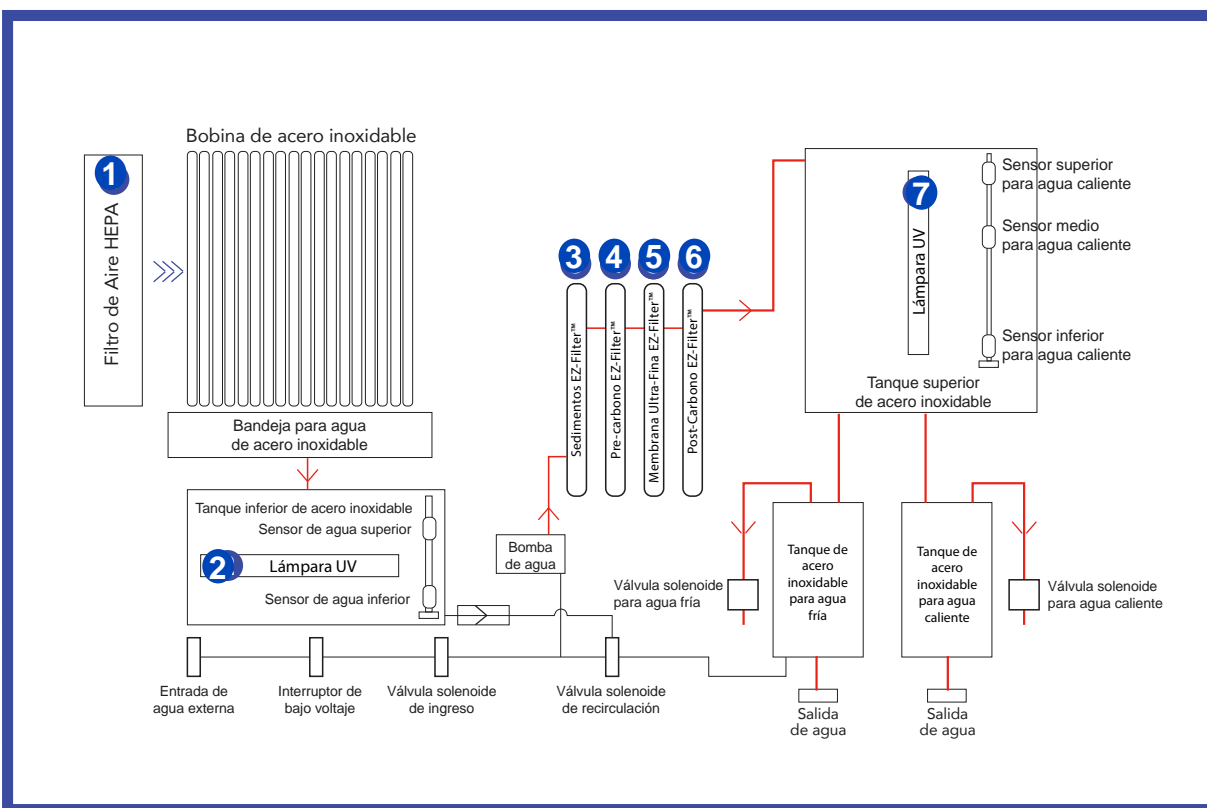 Bobina de acero inoxidable
1
Filtro de Aire HEPA
Bandeja para agua
de acero inoxidable
Tanque inferior de acero inoxidable
Sensor de agua superior
2
Lámpara UV
Sensor de agua inferior
Entrada de
agua externa
Interruptor de
bajo voltaje
Válvula solenoide
de ingreso
Válvula solenoide
de recirculación
Bomba
de agua
3
Sedimentos EZ-Filter™
4
Pre-carbono EZ-Filter™
5
Membrana Ultra-Fina EZ-Filter™
6
Post-Carbono EZ-Filter™
7
Lámpara UV
Sensor superior
para agua caliente
Sensor medio
para agua caliente
Sensor inferior
para agua caliente
Tanque superior
de acero inoxidable
Válvula solenoide
para agua fría
Tanque de
acero
inoxidable
para agua
fría
Tanque de
acero
inoxidable
para agua
caliente
Válvula solenoide
para agua caliente
Salida
de agua
Salida
de agua